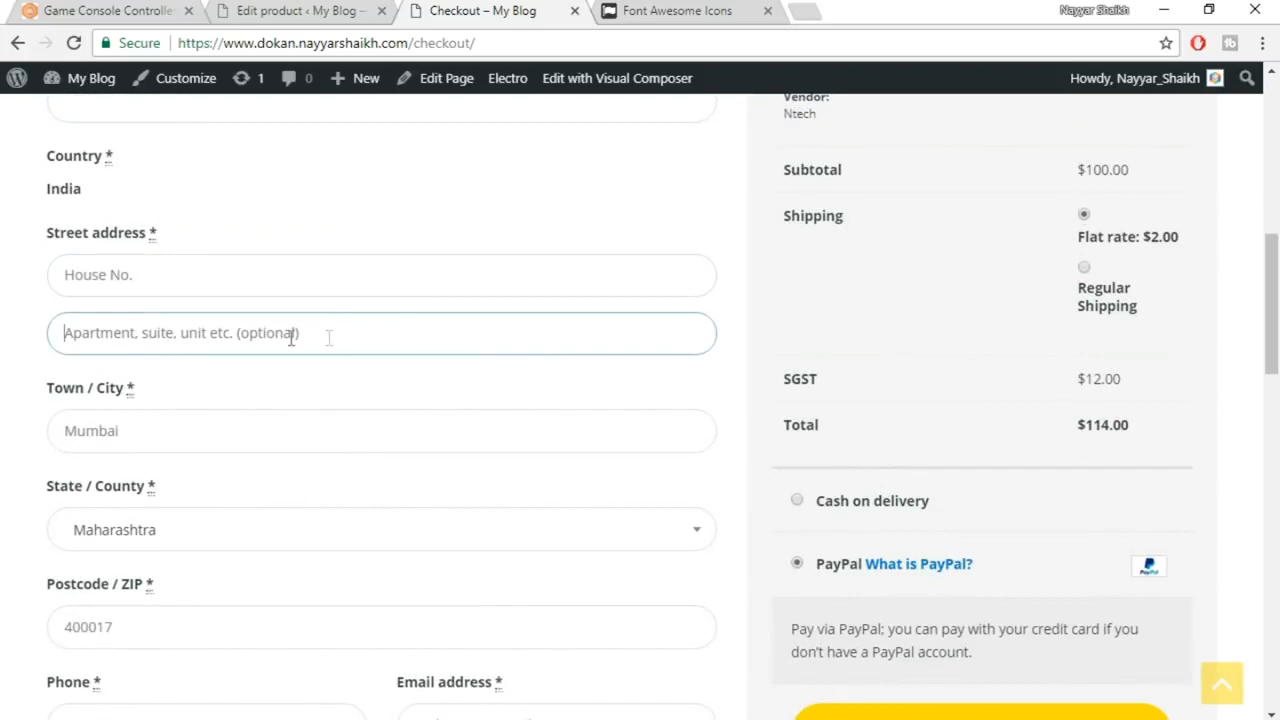 Game Console Controlle
Edit product ‹ My Blog –
Checkout – My Blog
Font Awesome Icons
Nayyar Shaikh
Secure
https://www.dokan.nayyarshaikh.com/checkout/
My Blog
Customize
1
0
New
Edit Page
Electro
Edit with Visual Composer
Howdy, Nayyar_Shaikh
Country *
India
Street address *
House No.
Apartment, suite, unit etc. (optional)
Town / City *
Mumbai
State / County *
Maharashtra
Postcode / ZIP *
400017
Phone *
Email address *
Vendor:
Ntech
Subtotal
$100.00
Shipping
Flat rate: $2.00
Regular
Shipping
SGST
$12.00
Total
$114.00
Cash on delivery
PayPal What is PayPal?
PayPal
Pay via PayPal; you can pay with your credit card if you
don't have a PayPal account.